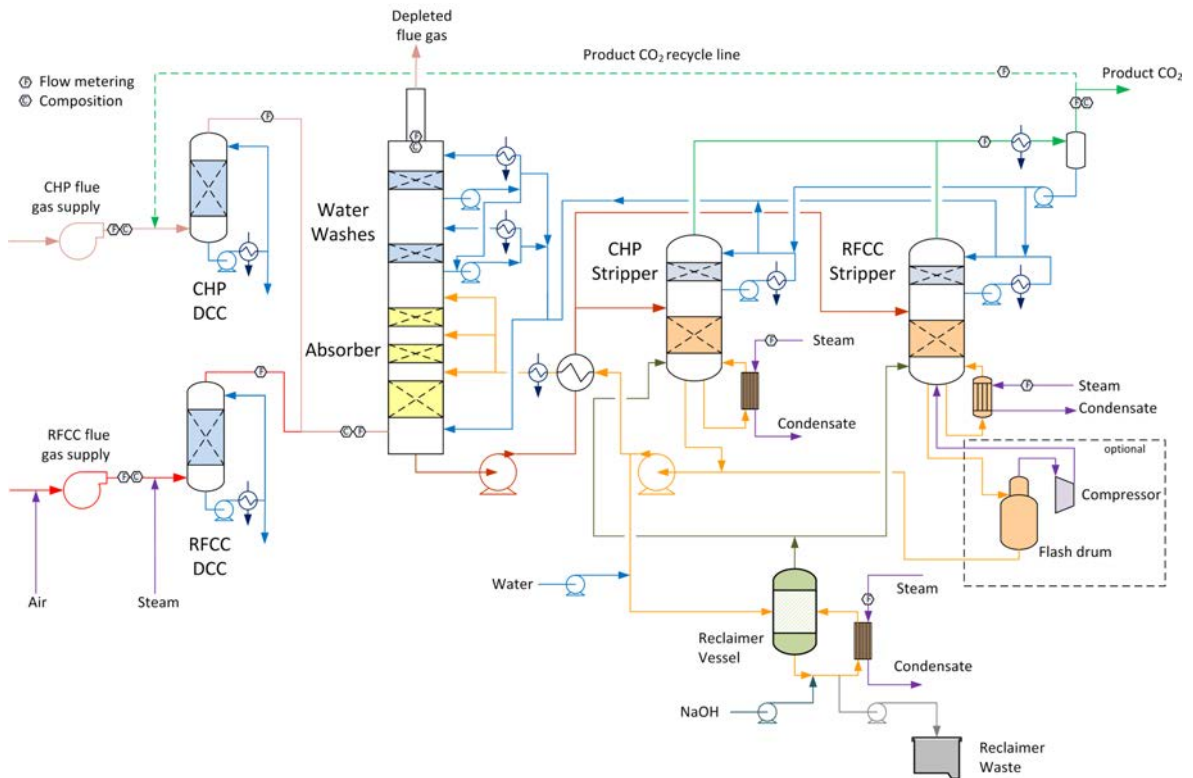 Depleted
flue gas
Product CO₂ recycle line
Product CO₂
F Flow metering
C Composition
F
F
F C
F
F
C
CHP flue
gas supply
F C
Water
Washes
CHP
Stripper
RFCC
Stripper
CHP
DCC
Absorber
F
Steam
F
Steam
Condensate
Condensate
F
RFCC flue
gas supply
F C
C F
optional
Compressor
Flash drum
RFCC
DCC
Air
Steam
Water
Steam
F
Reclaimer
Vessel
Condensate
NaOH
Reclaimer
Waste